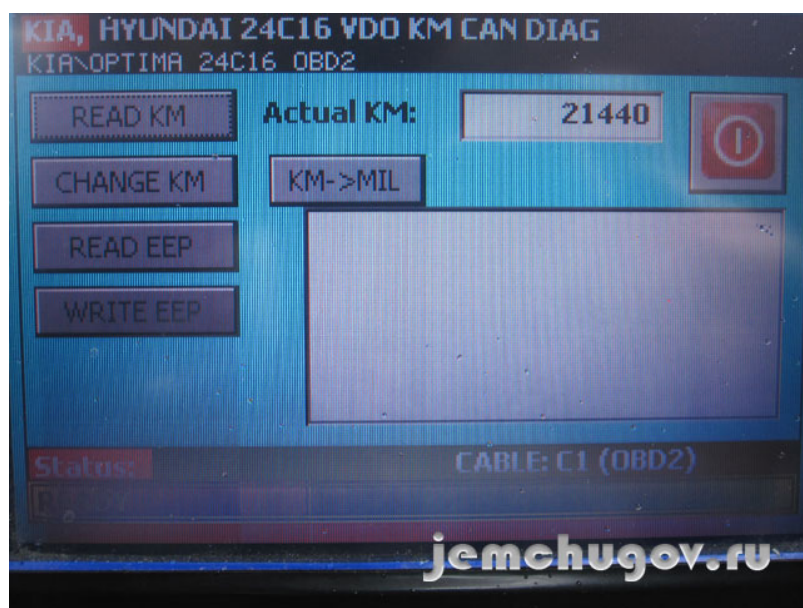 KIA, HYUNDAI 24C16 VDO KM CAN DIAG
KIA\OPTIMA 24C16 OBD2
READ KM Actual KM: 21440
CHANGE KM KM->MIL
READ EEP
WRITE EEP
Status: CABLE: C1 (OBD2)
READY
jemchugov.ru